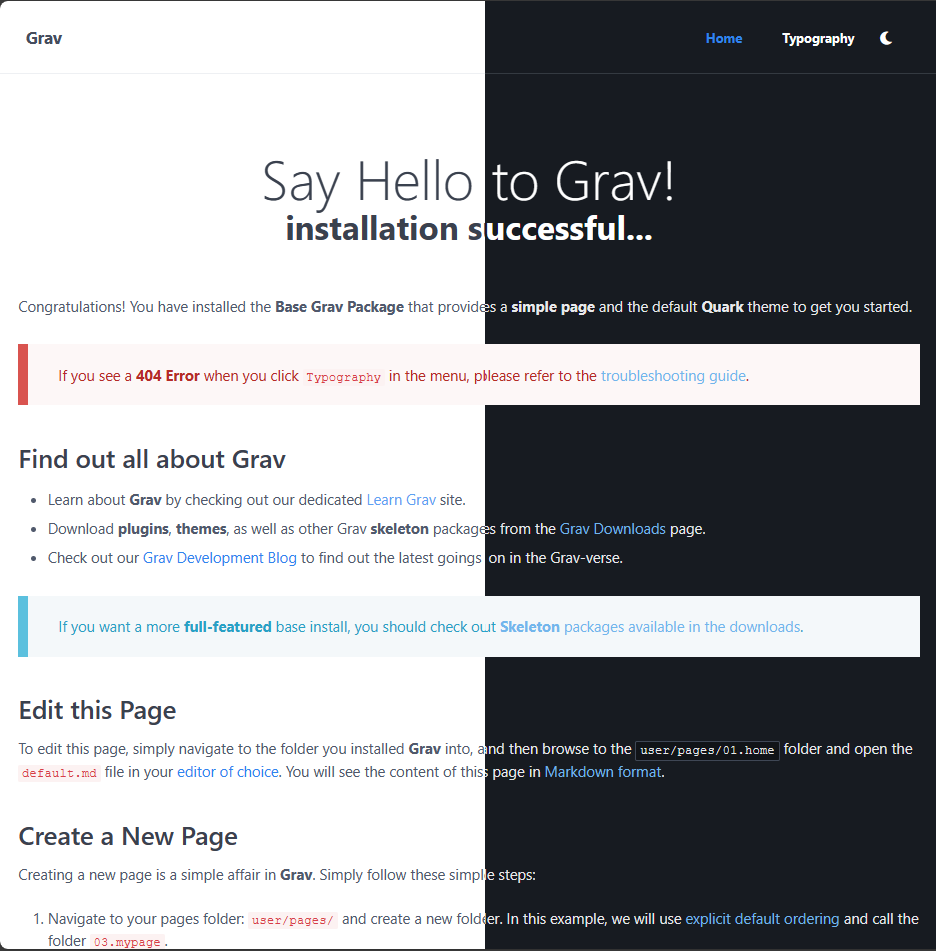 Grav
Home Typography
Say Hello to Grav!
installation successful...
Congratulations! You have installed the Base Grav Package that provides a simple page and the default Quark theme to get you started.
If you see a 404 Error when you click Typography in the menu, please refer to the troubleshooting guide.
Find out all about Grav
• Learn about Grav by checking out our dedicated Learn Grav site.
• Download plugins, themes, as well as other Grav skeleton packages from the Grav Downloads page.
• Check out our Grav Development Blog to find out the latest goings on in the Grav-verse.
If you want a more full-featured base install, you should check out Skeleton packages available in the downloads.
Edit this Page
To edit this page, simply navigate to the folder you installed Grav into, and then browse to the user/pages/01.home folder and open the
default.md file in your editor of choice. You will see the content of this page in Markdown format.
Create a New Page
Creating a new page is a simple affair in Grav. Simply follow these simple steps:
1. Navigate to your pages folder: user/pages/ and create a new folder. In this example, we will use explicit default ordering and call the
folder 03.mypage.